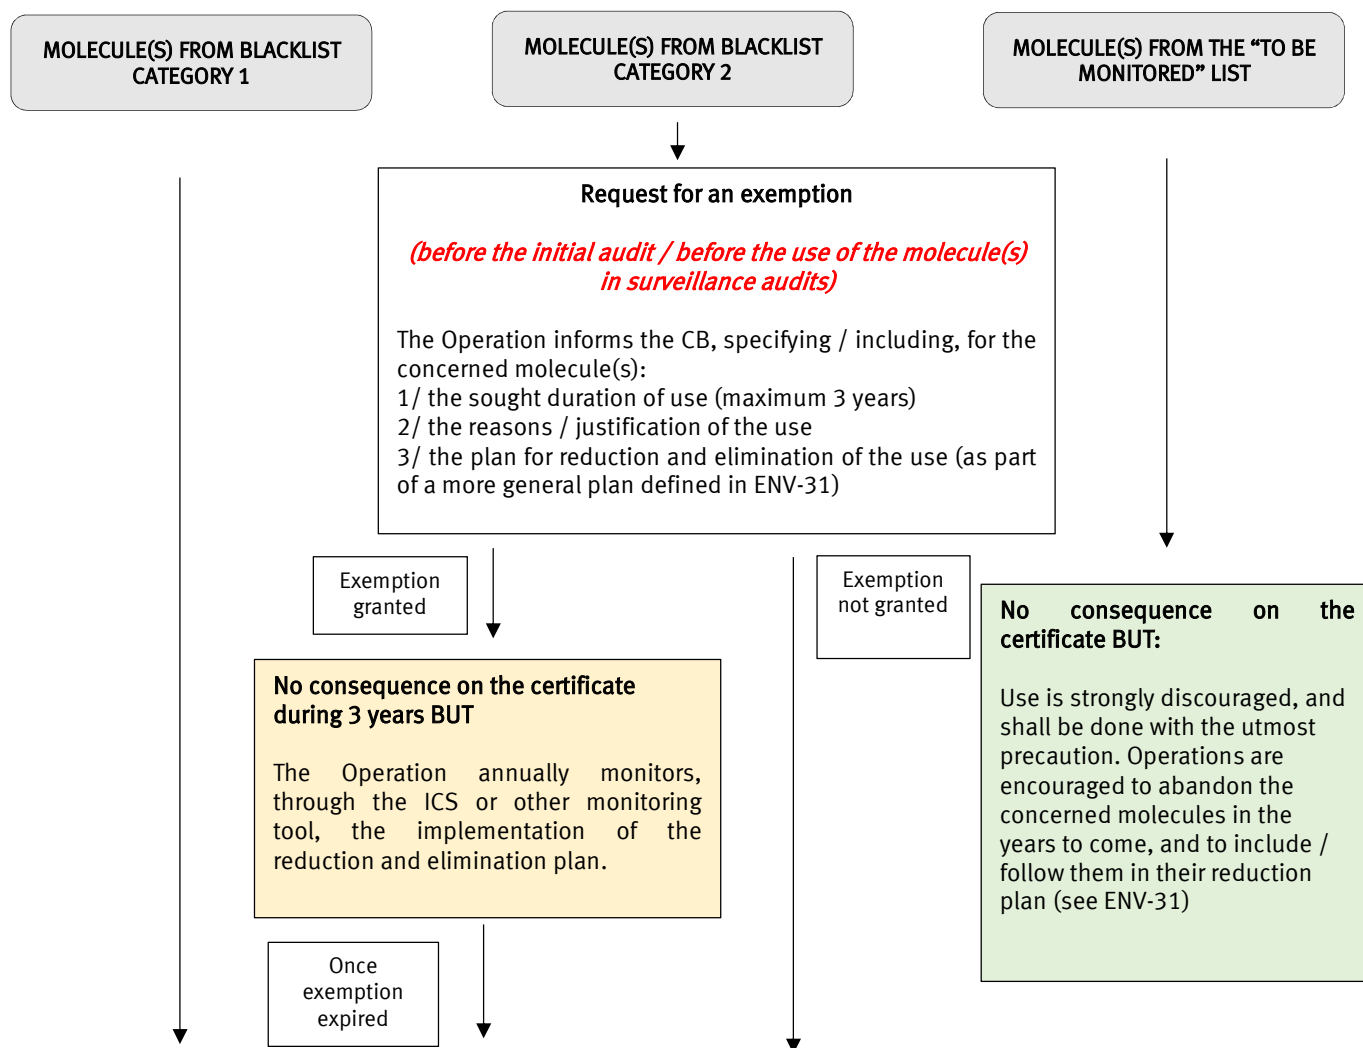 MOLECULE(S) FROM BLACKLIST
CATEGORY 1
MOLECULE(S) FROM BLACKLIST
CATEGORY 2
MOLECULE(S) FROM THE “TO BE
MONITORED” LIST
Request for an exemption
(before the initial audit / before the use of the molecule(s)
in surveillance audits)
The Operation informs the CB, specifying / including, for the
concerned molecule(s):
1/ the sought duration of use (maximum 3 years)
2/ the reasons / justification of the use
3/ the plan for reduction and elimination of the use (as part
of a more general plan defined in ENV-31)
Exemption
granted
Exemption
not granted
No consequence on the certificate
during 3 years BUT
The Operation annually monitors,
through the ICS or other monitoring
tool, the implementation of the
reduction and elimination plan.
No consequence on the
certificate BUT:
Use is strongly discouraged, and
shall be done with the utmost
precaution. Operations are
encouraged to abandon the
concerned molecules in the
years to come, and to include /
follow them in their reduction
plan (see ENV-31)
Once
exemption
expired